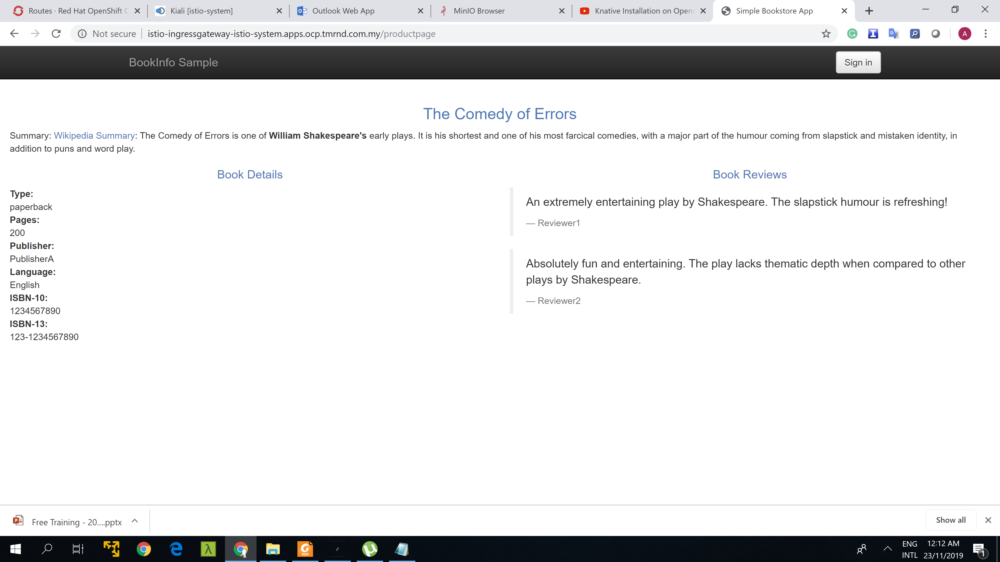 Routes · Red Hat OpenShift C
Kiali [istio-system]
Outlook Web App
MinIO Browser
Knative Installation on Opens
Simple Bookstore App
Not secure
istio-ingressgateway-istio-system.apps.ocp.tmrnd.com.my/productpage
A
BookInfo Sample
Sign in
The Comedy of Errors
Summary: Wikipedia Summary: The Comedy of Errors is one of William Shakespeare's early plays. It is his shortest and one of his most farcical comedies, with a major part of the humour coming from slapstick and mistaken identity, in
addition to puns and word play.
Book Details
Type:
paperback
Pages:
200
Publisher:
PublisherA
Language:
English
ISBN-10:
1234567890
ISBN-13:
123-1234567890
Book Reviews
An extremely entertaining play by Shakespeare. The slapstick humour is refreshing!
— Reviewer1
Absolutely fun and entertaining. The play lacks thematic depth when compared to other
plays by Shakespeare.
— Reviewer2
Free Training - 20....pptx
Show all
PDF
ENG
INTL
12:12 AM
23/11/2019
1